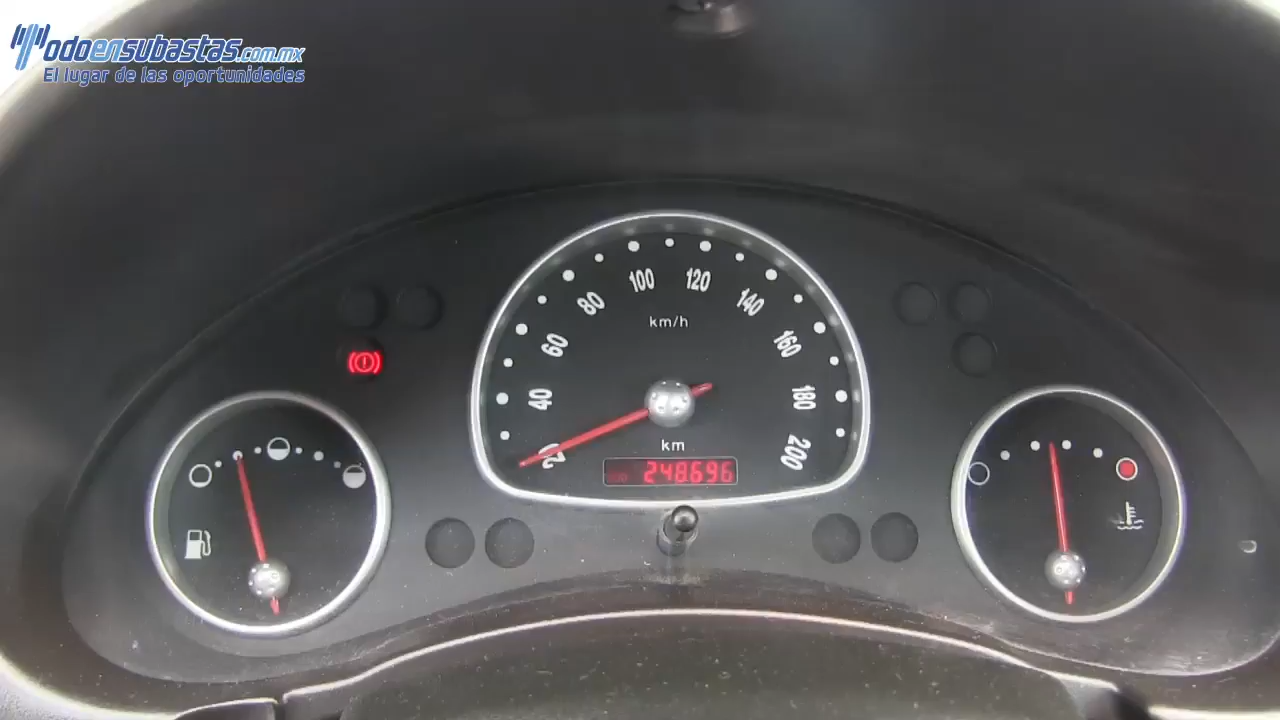 Todoensubastas.com.mx
El lugar de las oportunidades
100 120
80 140
km/h
60 160
40 180
km
20 200
248696